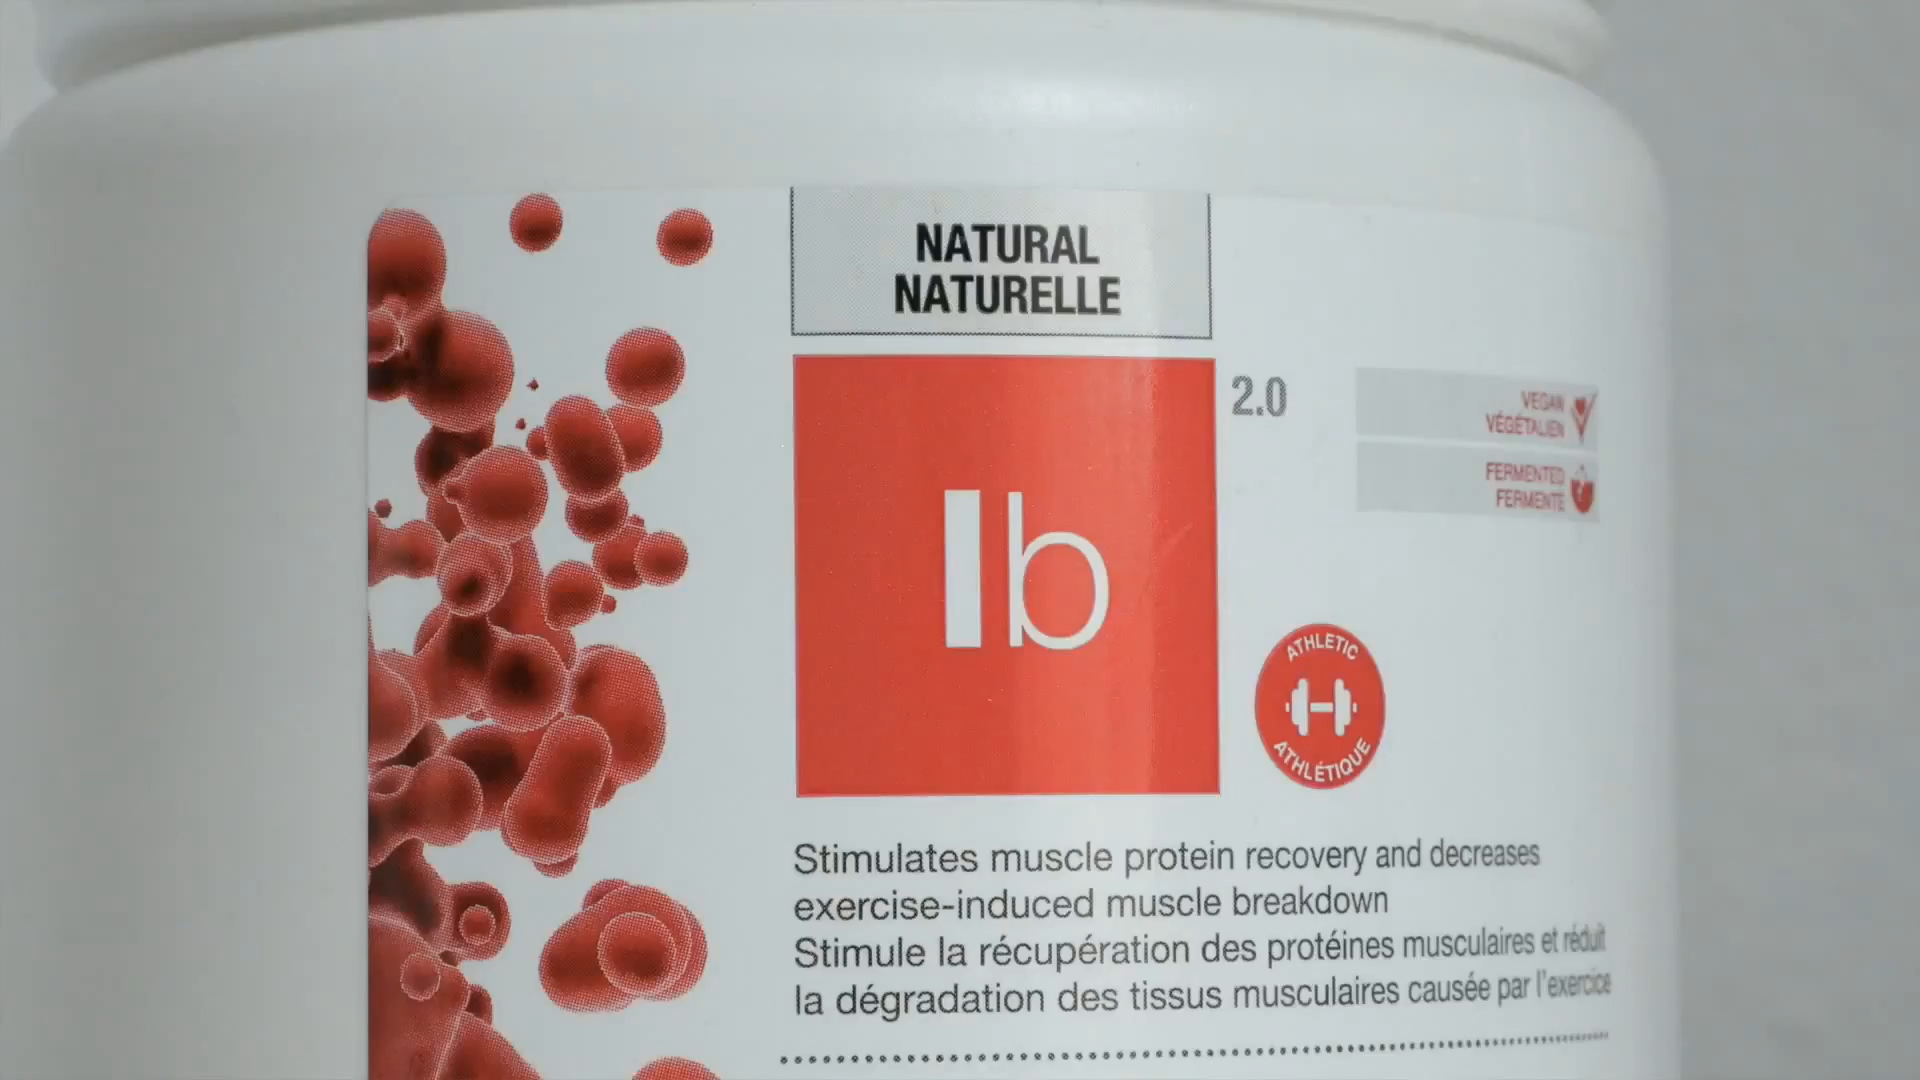 NATURAL
NATURELLE
Ib
2.0
VEGAN
VÉGÉTALIEN
FERMENTED
FERMENTÉ
ATHLETIC
ATHLÉTIQUE
Stimulates muscle protein recovery and decreases
exercise-induced muscle breakdown
Stimule la récupération des protéines musculaires et réduit
la dégradation des tissus musculaires causée par l'exercice